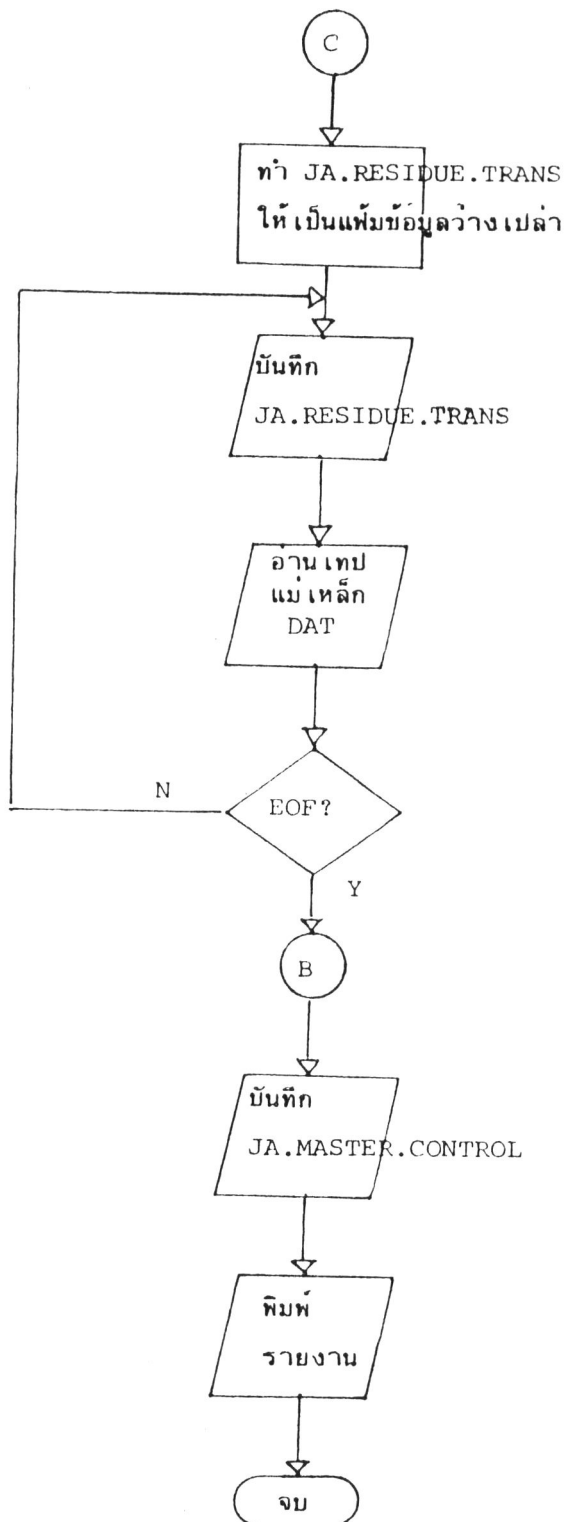 C
ทำ JA.RESIDUE.TRANS
ให้เป็นแฟ้มข้อมูลว่างเปล่า
บันทึก
JA.RESIDUE.TRANS
อ่านเทป
แม่เหล็ก
DAT
EOF?
N
Y
B
บันทึก
JA.MASTER.CONTROL
พิมพ์
รายงาน
จบ